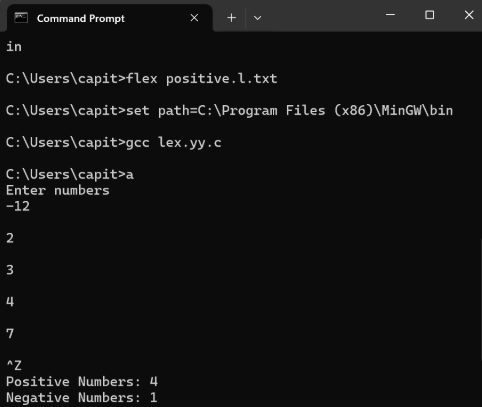 Command Prompt
in
C:\Users\capit>flex positive.l.txt
C:\Users\capit>set path=C:\Program Files (x86)\MinGW\bin
C:\Users\capit>gcc lex.yy.c
C:\Users\capit>a
Enter numbers
-12
2
3
4
7
^Z
Positive Numbers: 4
Negative Numbers: 1